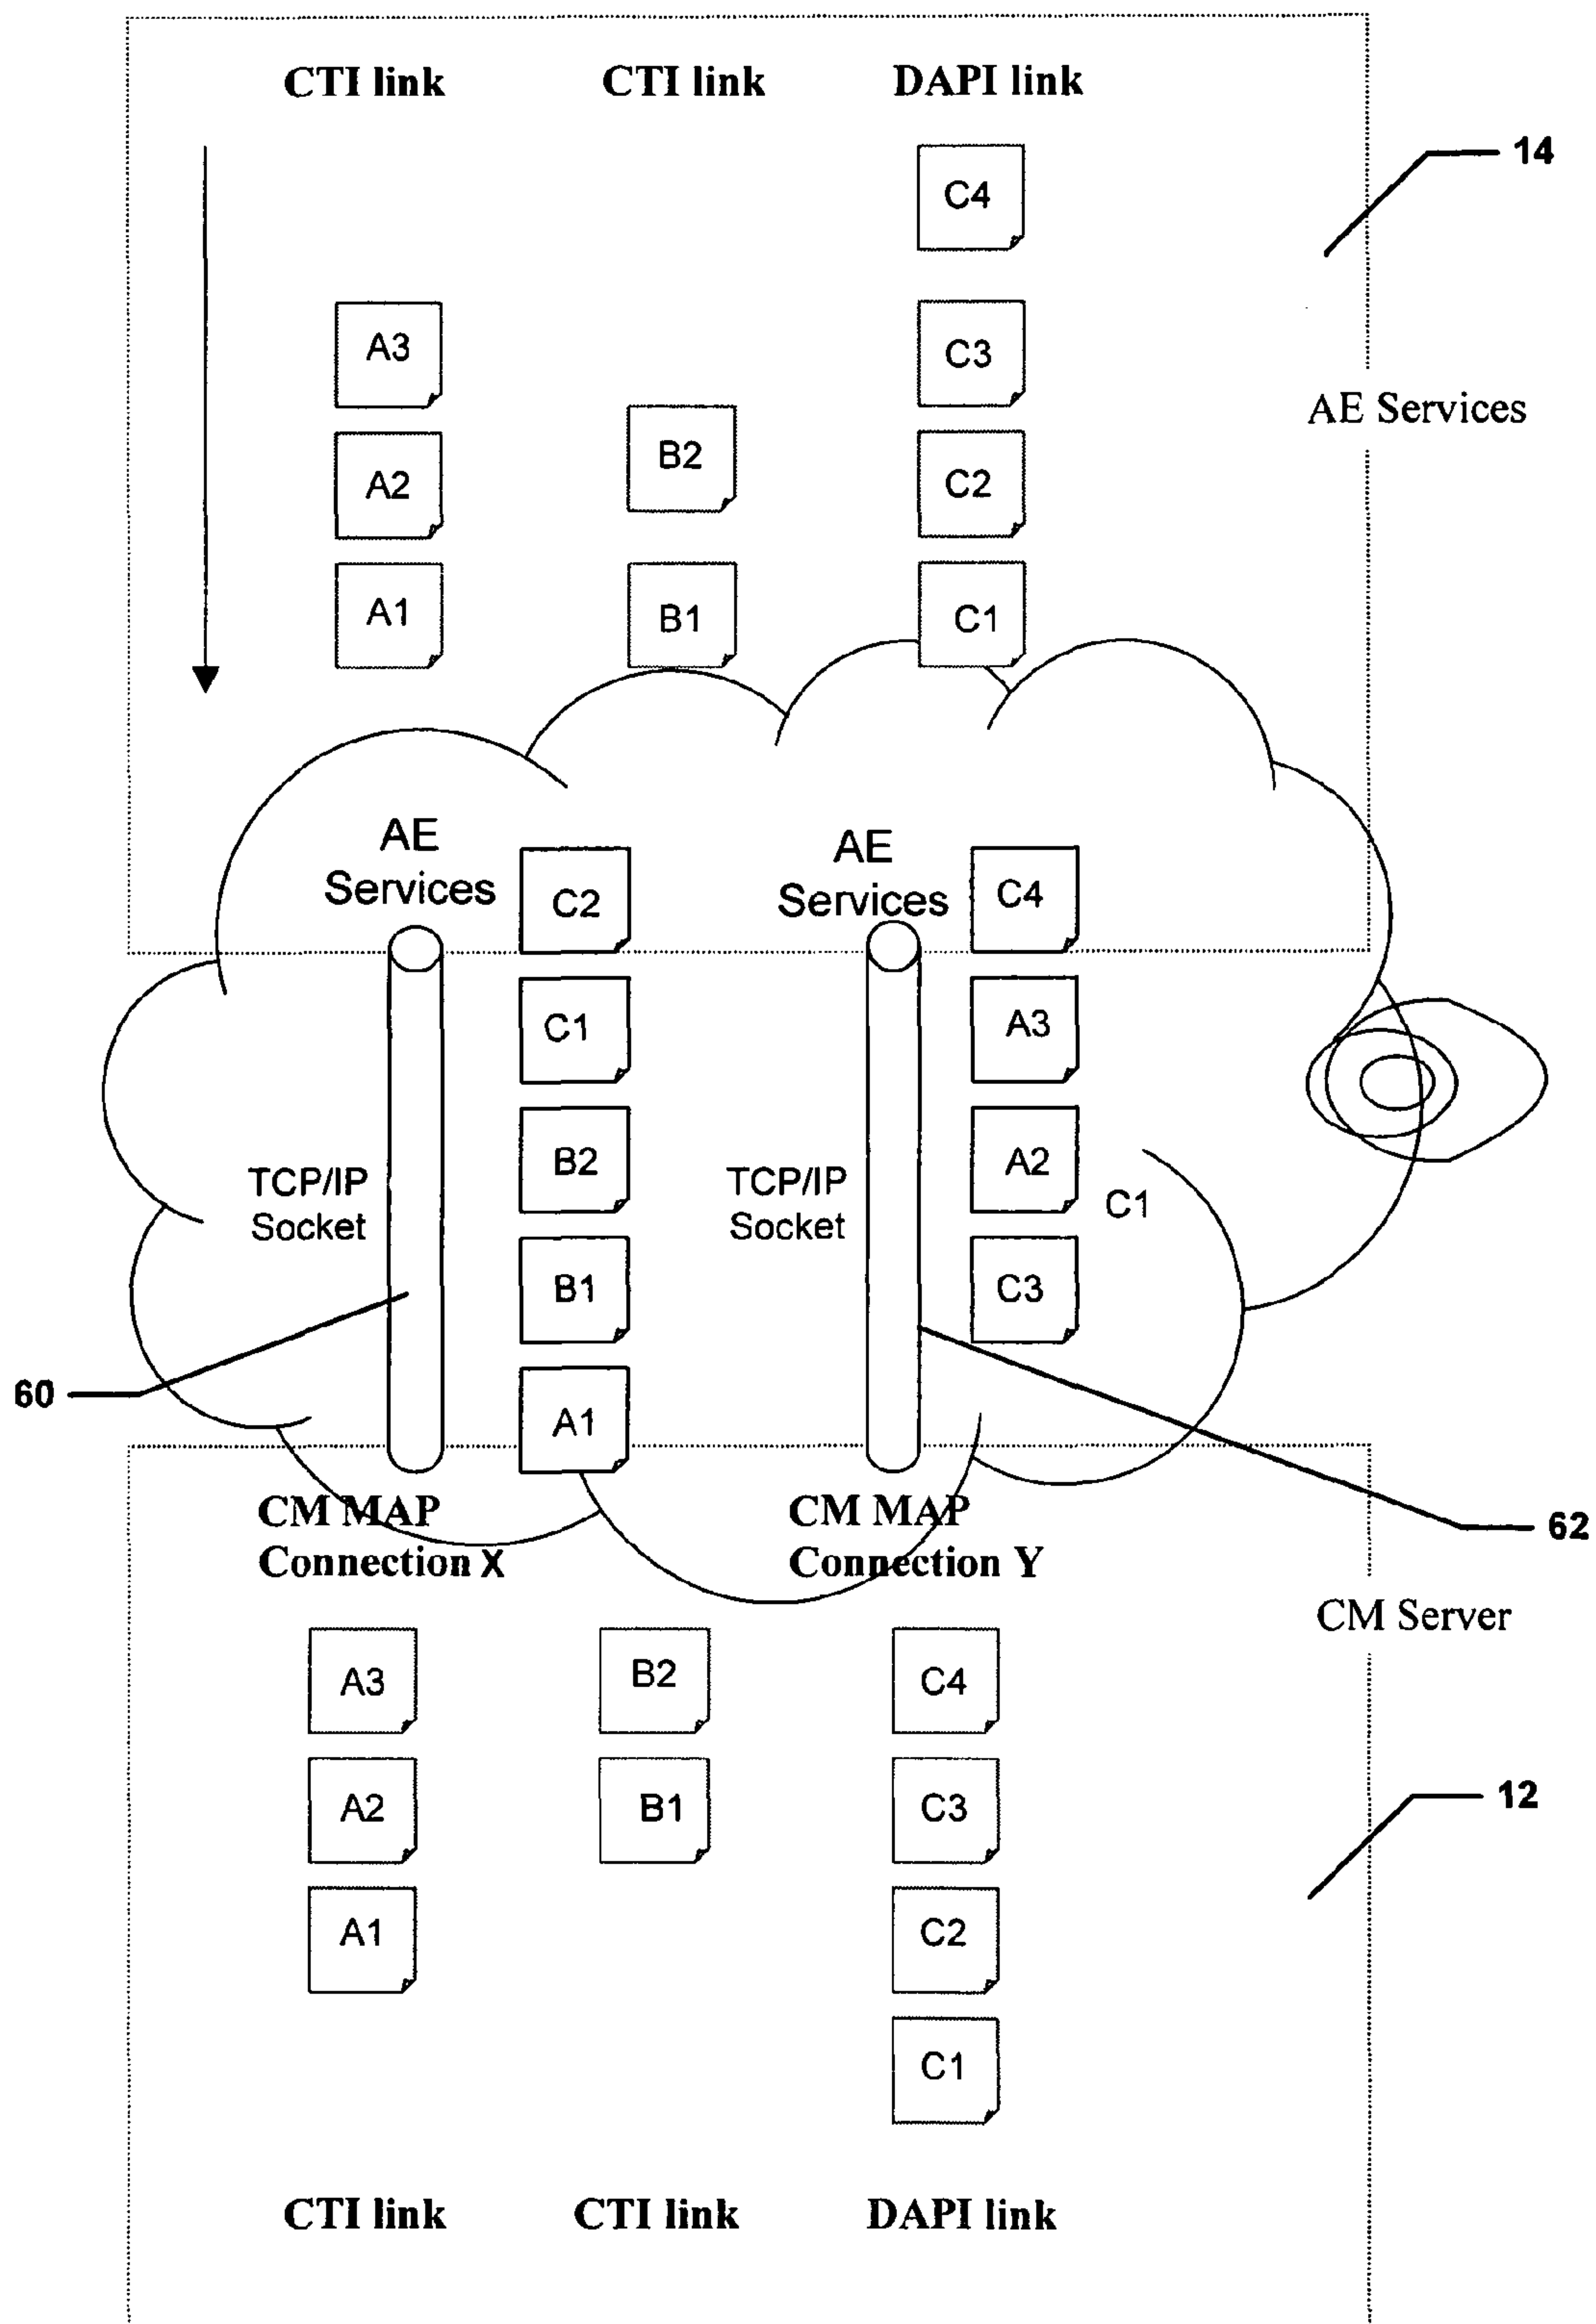 CTI link CTI link DAPI link
14
C4
A3 C3
AE Services
A2 B2 C2
A1 B1 C1
AE
Services
C2
AE
Services
C4
C1 A3
TCP/IP
Socket
B2
TCP/IP
Socket
A2
C1
B1 C3
60
A1
CM MAP
Connection X
CM MAP
Connection Y
62
CM Server
A3 B2 C4
A2 B1 C3
12
A1 C2
C1
CTI link CTI link DAPI link